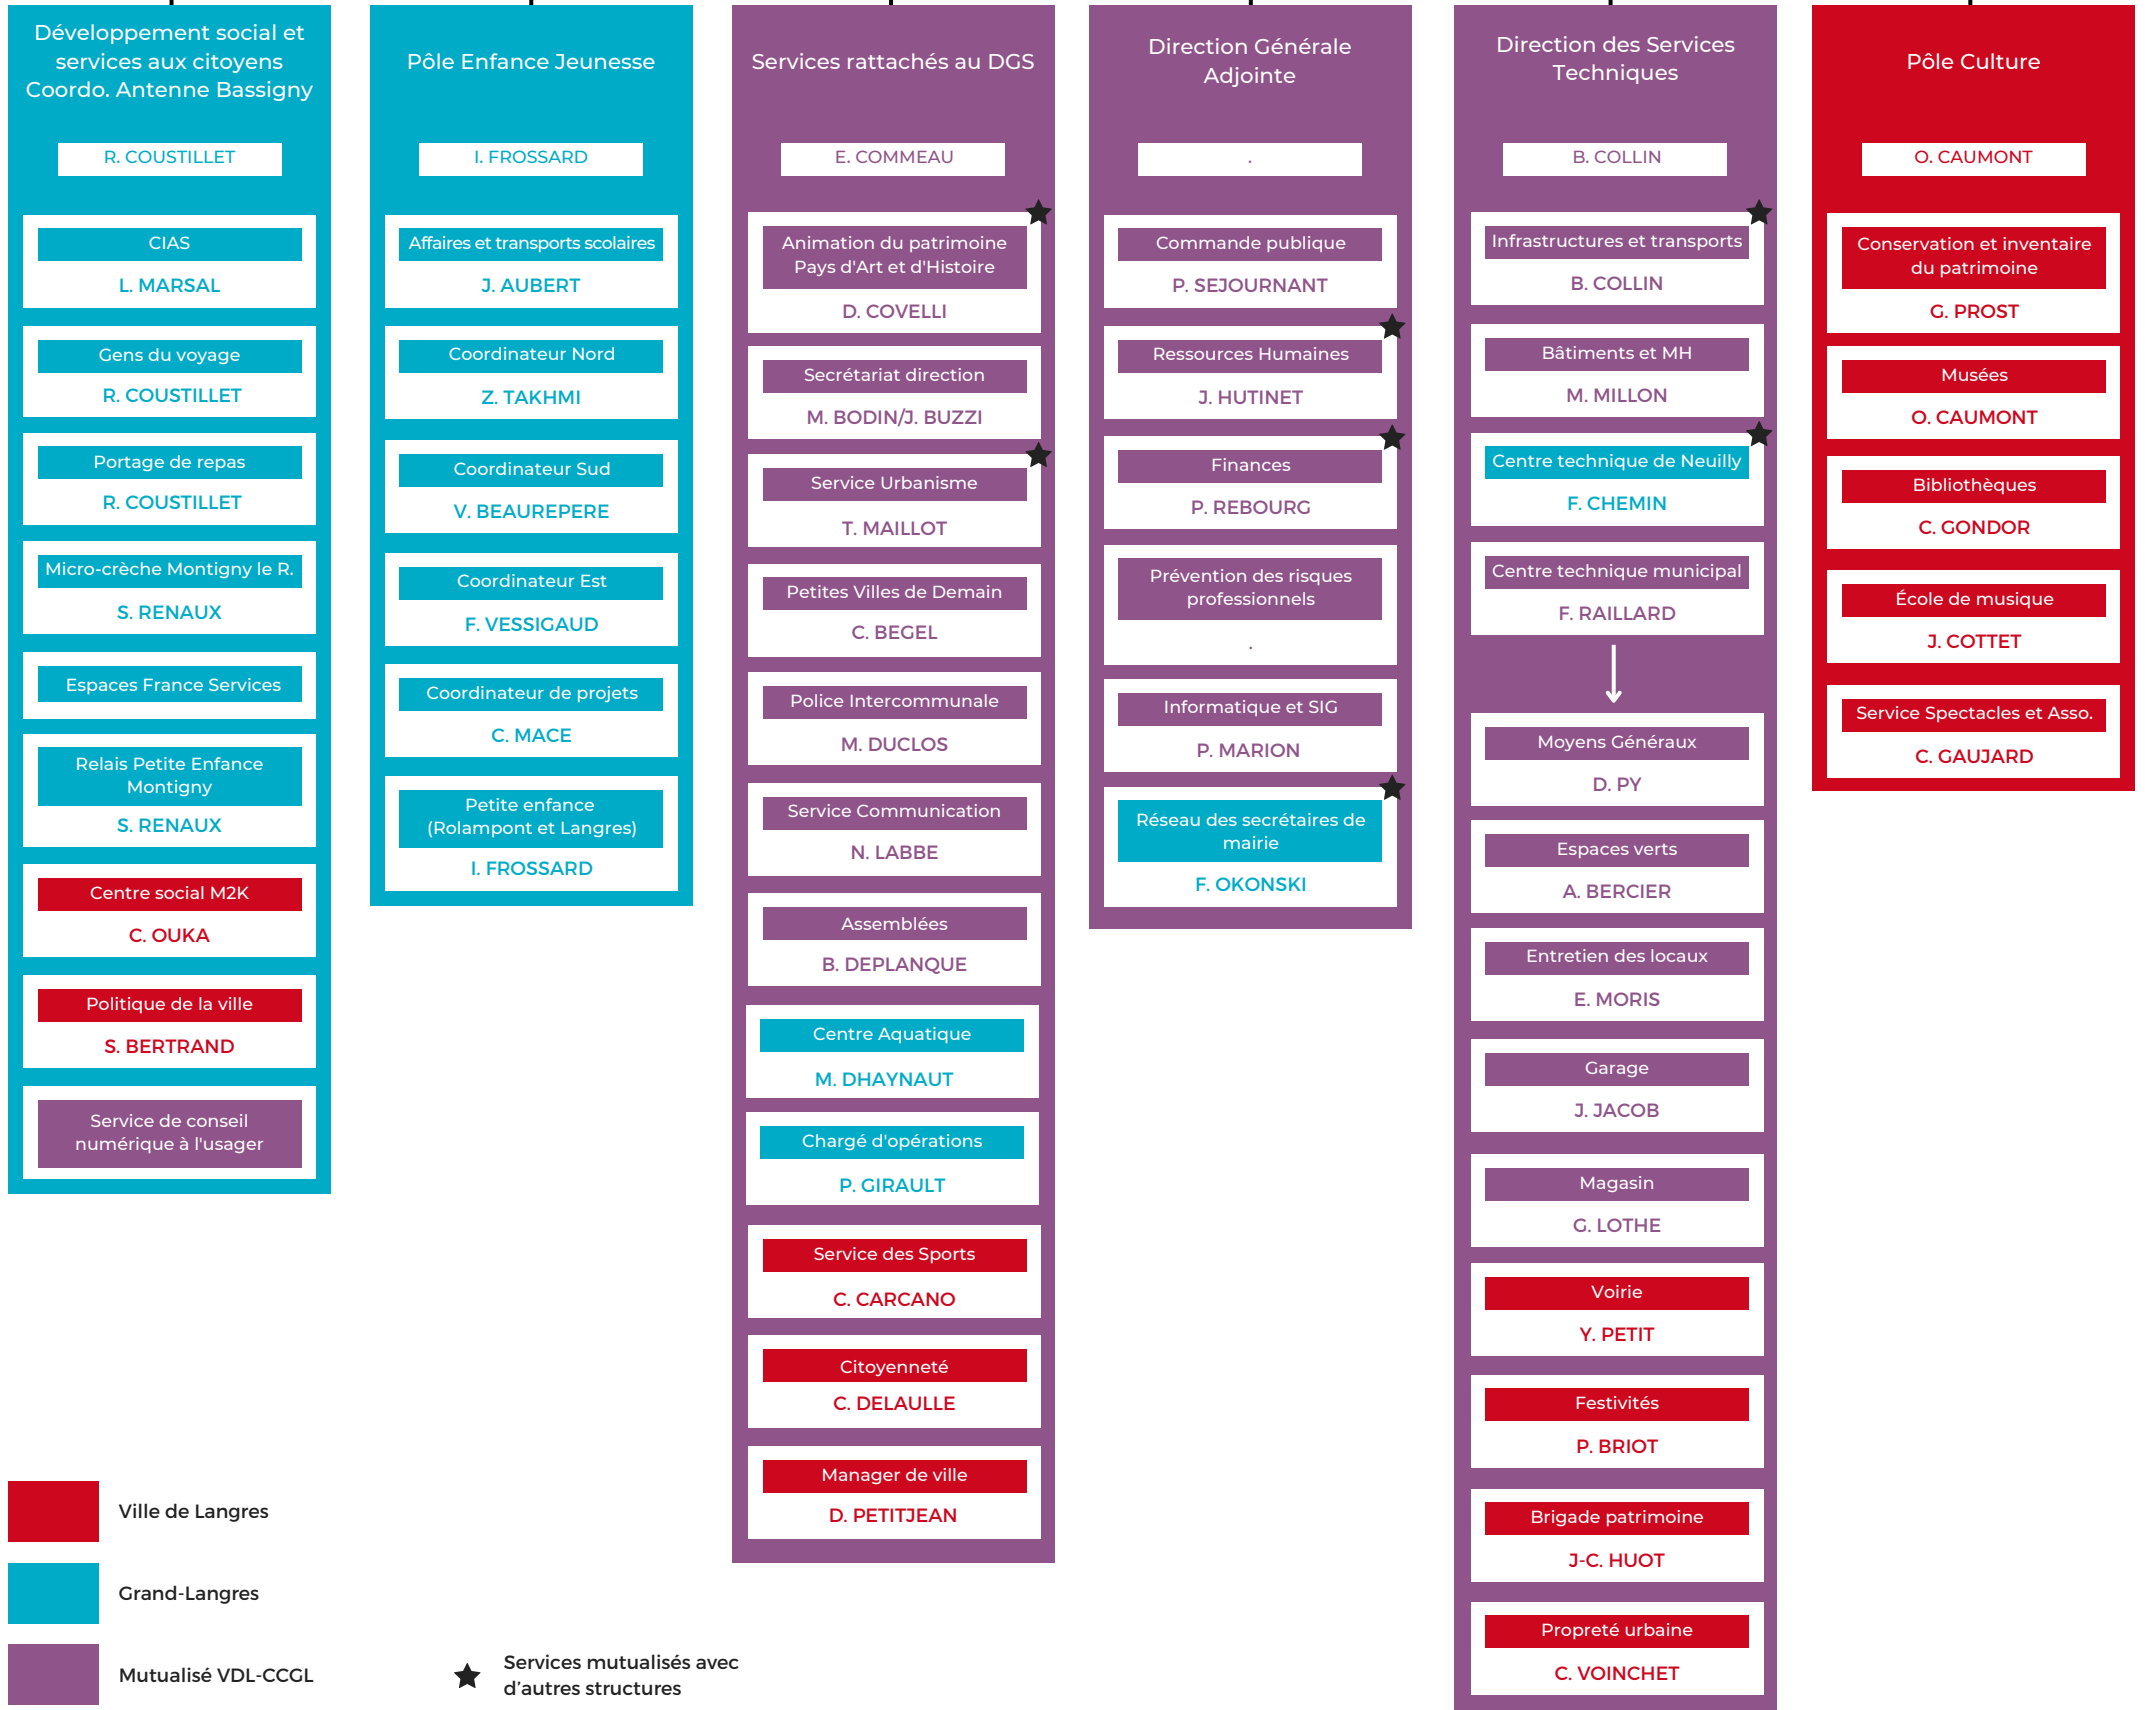 Développement social et
services aux citoyens
Coordo. Antenne Bassigny
R. COUSTILLET
CIAS
L. MARSAL
Gens du voyage
R. COUSTILLET
Portage de repas
R. COUSTILLET
Micro-crèche Montigny le R.
S. RENAUX
Espaces France Services
Relais Petite Enfance
Montigny
S. RENAUX
Centre social M2K
C. OUKA
Politique de la ville
S. BERTRAND
Service de conseil
numérique à l'usager
Pôle Enfance Jeunesse
I. FROSSARD
Affaires et transports scolaires
J. AUBERT
Coordinateur Nord
Z. TAKHMI
Coordinateur Sud
V. BEAUREPERE
Coordinateur Est
F. VESSIGAUD
Coordinateur de projets
C. MACE
Petite enfance
(Rolampont et Langres)
I. FROSSARD
Services rattachés au DGS
E. COMMEAU
Animation du patrimoine
Pays d'Art et d'Histoire
D. COVELLI
Secrétariat direction
M. BODIN/J. BUZZI
Service Urbanisme
T. MAILLOT
Petites Villes de Demain
C. BEGEL
Police Intercommunale
M. DUCLOS
Service Communication
N. LABBE
Assemblées
B. DEPLANQUE
Centre Aquatique
M. DHAYNAUT
Chargé d'opérations
P. GIRAULT
Service des Sports
C. CARCANO
Citoyenneté
C. DELAULLE
Manager de ville
D. PETITJEAN
Direction Générale
Adjointe
.
Commande publique
P. SEJOURNANT
Ressources Humaines
J. HUTINET
Finances
P. REBOURG
Prévention des risques
professionnels
.
Informatique et SIG
P. MARION
Réseau des secrétaires de
mairie
F. OKONSKI
Direction des Services
Techniques
B. COLLIN
Infrastructures et transports
B. COLLIN
Bâtiments et MH
M. MILLON
Centre technique de Neuilly
F. CHEMIN
Centre technique municipal
F. RAILLARD
Moyens Généraux
D. PY
Espaces verts
A. BERCIER
Entretien des locaux
E. MORIS
Garage
J. JACOB
Magasin
G. LOTHE
Voirie
Y. PETIT
Festivités
P. BRIOT
Brigade patrimoine
J-C. HUOT
Propreté urbaine
C. VOINCHET
Pôle Culture
O. CAUMONT
Conservation et inventaire
du patrimoine
G. PROST
Musées
O. CAUMONT
Bibliothèques
C. GONDOR
École de musique
J. COTTET
Service Spectacles et Asso.
C. GAUJARD
Ville de Langres
Grand-Langres
Mutualisé VDL-CCGL
Services mutualisés avec
d'autres structures